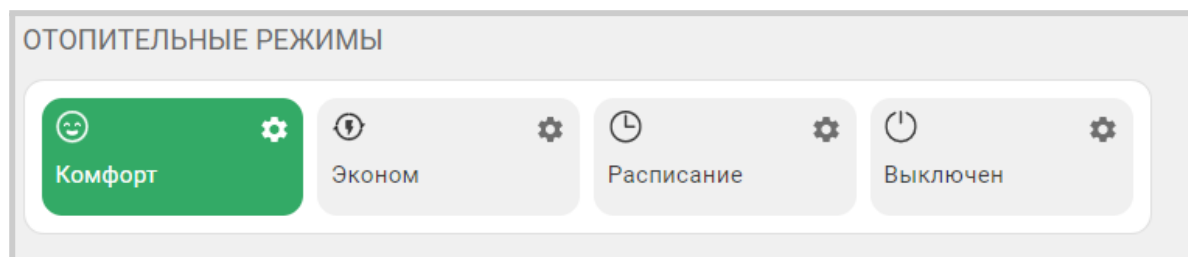 ОТОПИТЕЛЬНЫЕ РЕЖИМЫ
Комфорт
Эконом
Расписание
Выключен